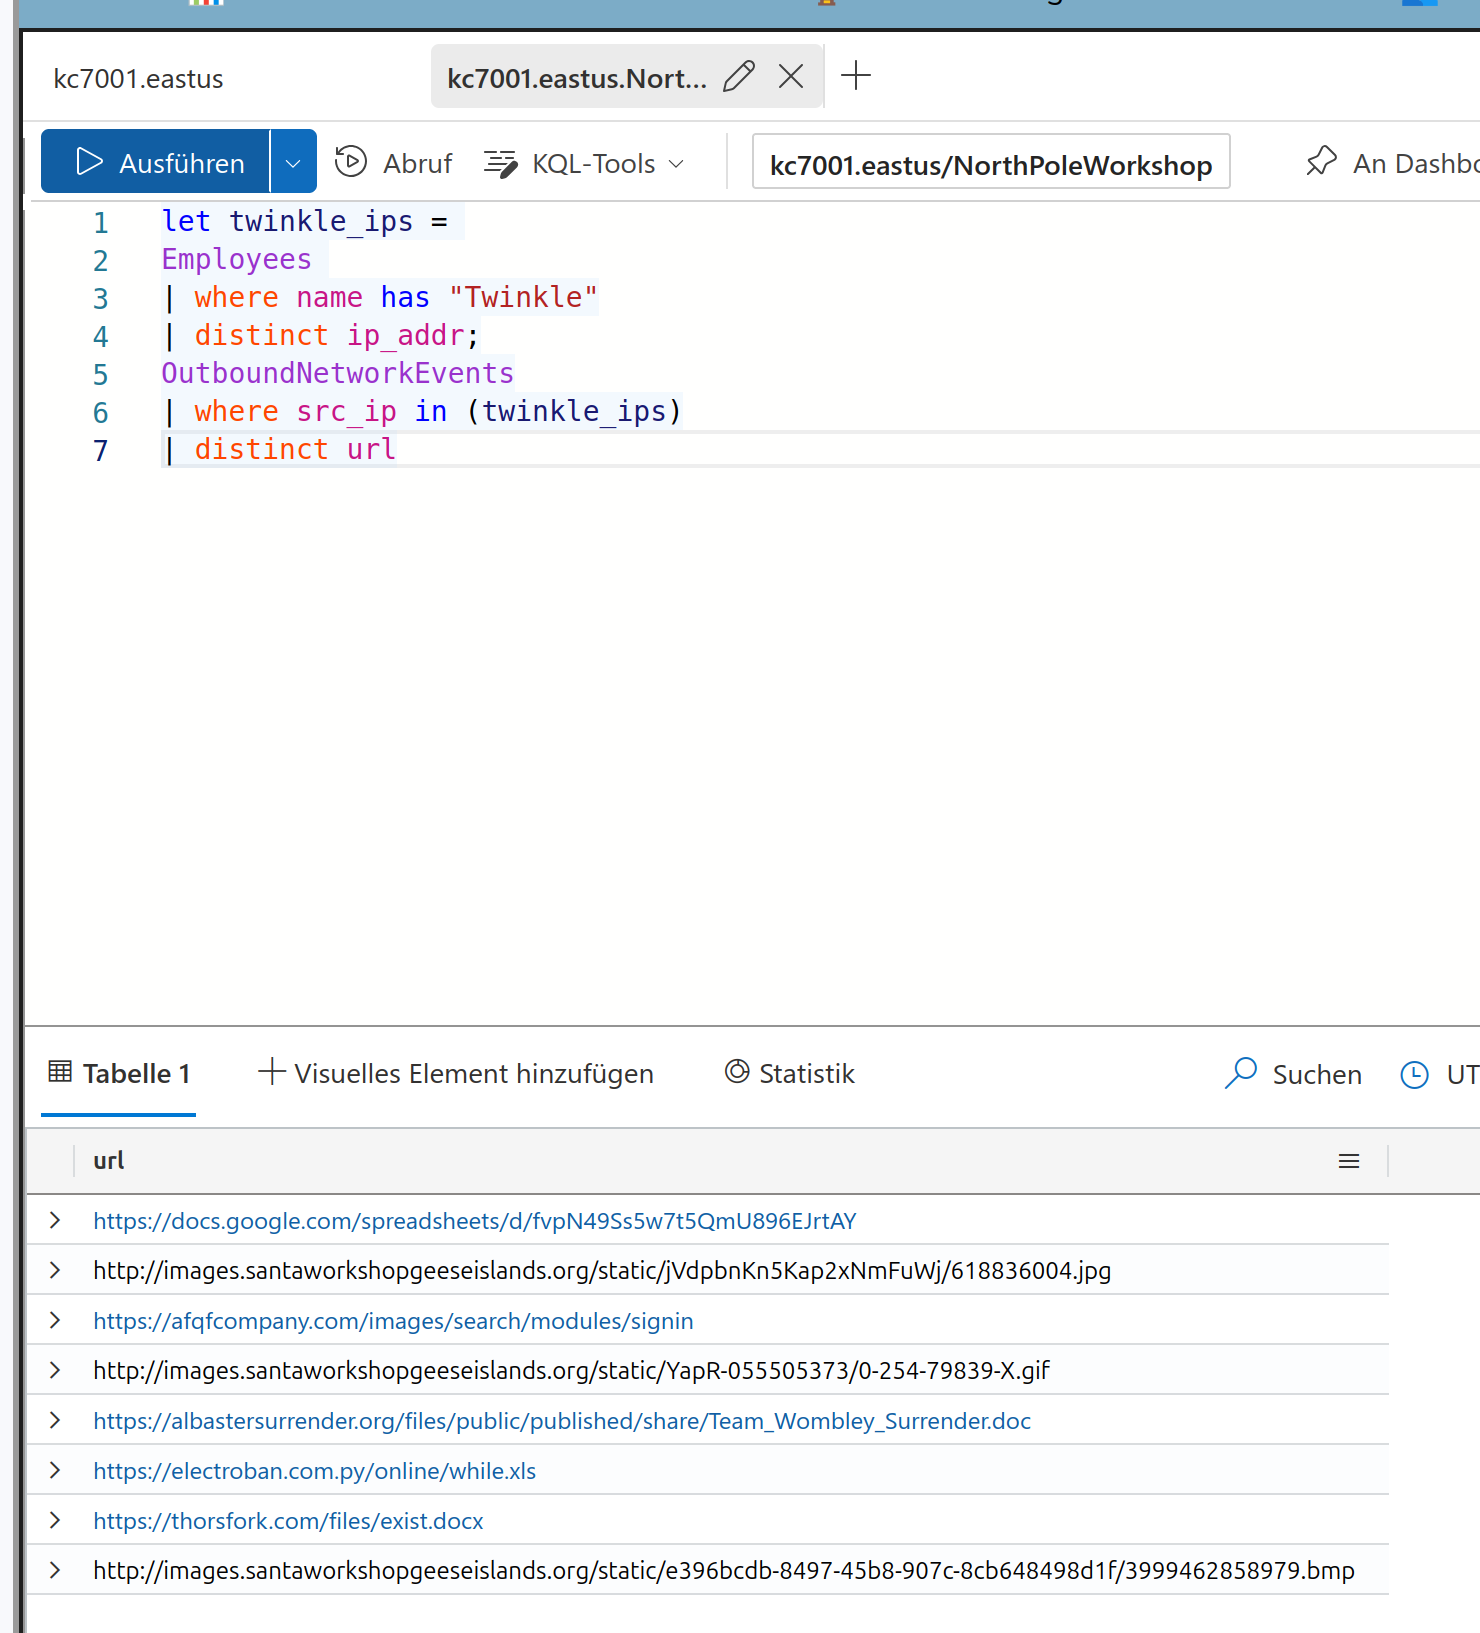 kc7001.eastus
kc7001.eastus.Nort...
Ausführen
Abruf
KQL-Tools
kc7001.eastus/NorthPoleWorkshop
An Dashbo
1 let twinkle_ips =
2 Employees
3 | where name has "Twinkle"
4 | distinct ip_addr;
5 OutboundNetworkEvents
6 | where src_ip in (twinkle_ips)
7 | distinct url
Tabelle 1
Visuelles Element hinzufügen
Statistik
Suchen
UT
url
https://docs.google.com/spreadsheets/d/fvpN49Ss5w7t5QmU896EJrtAY
http://images.santaworkshopgeeseislands.org/static/jVdpbnKn5Kap2xNmFuWj/618836004.jpg
https://afqfcompany.com/images/search/modules/signin
http://images.santaworkshopgeeseislands.org/static/YapR-055505373/0-254-79839-X.gif
https://albastersurrender.org/files/public/published/share/Team_Wombley_Surrender.doc
https://electroban.com.py/online/while.xls
https://thorsfork.com/files/exist.docx
http://images.santaworkshopgeeseislands.org/static/e396bcdb-8497-45b8-907c-8cb648498d1f/3999462858979.bmp